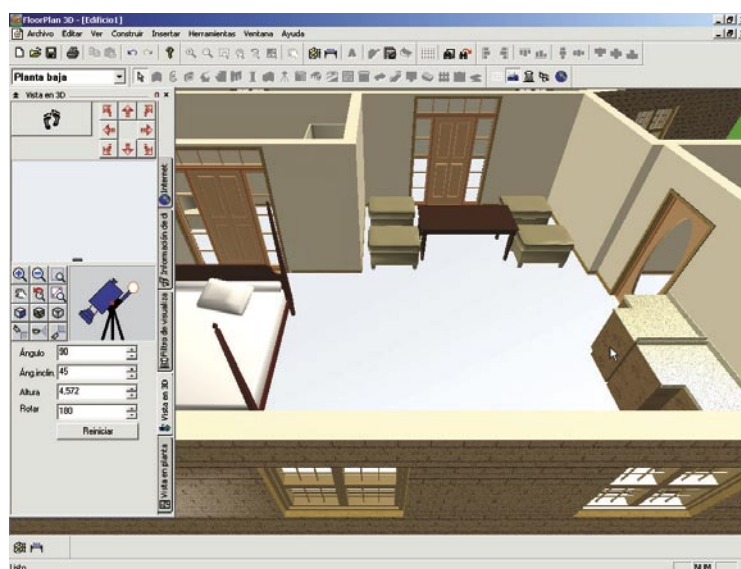 FloorPlan 3D - [Edificio1]
Archivo Editar Ver Construir Insertar Herramientas Ventana Ayuda
Planta baja
Vista en 3D
Internet
Información de d
Filtro de visualiza
Vista en 3D
Vista en planta
Ángulo 90
Áng.inclin. 45
Altura 4,572
Rotar 180
Reiniciar
Listo
NUM